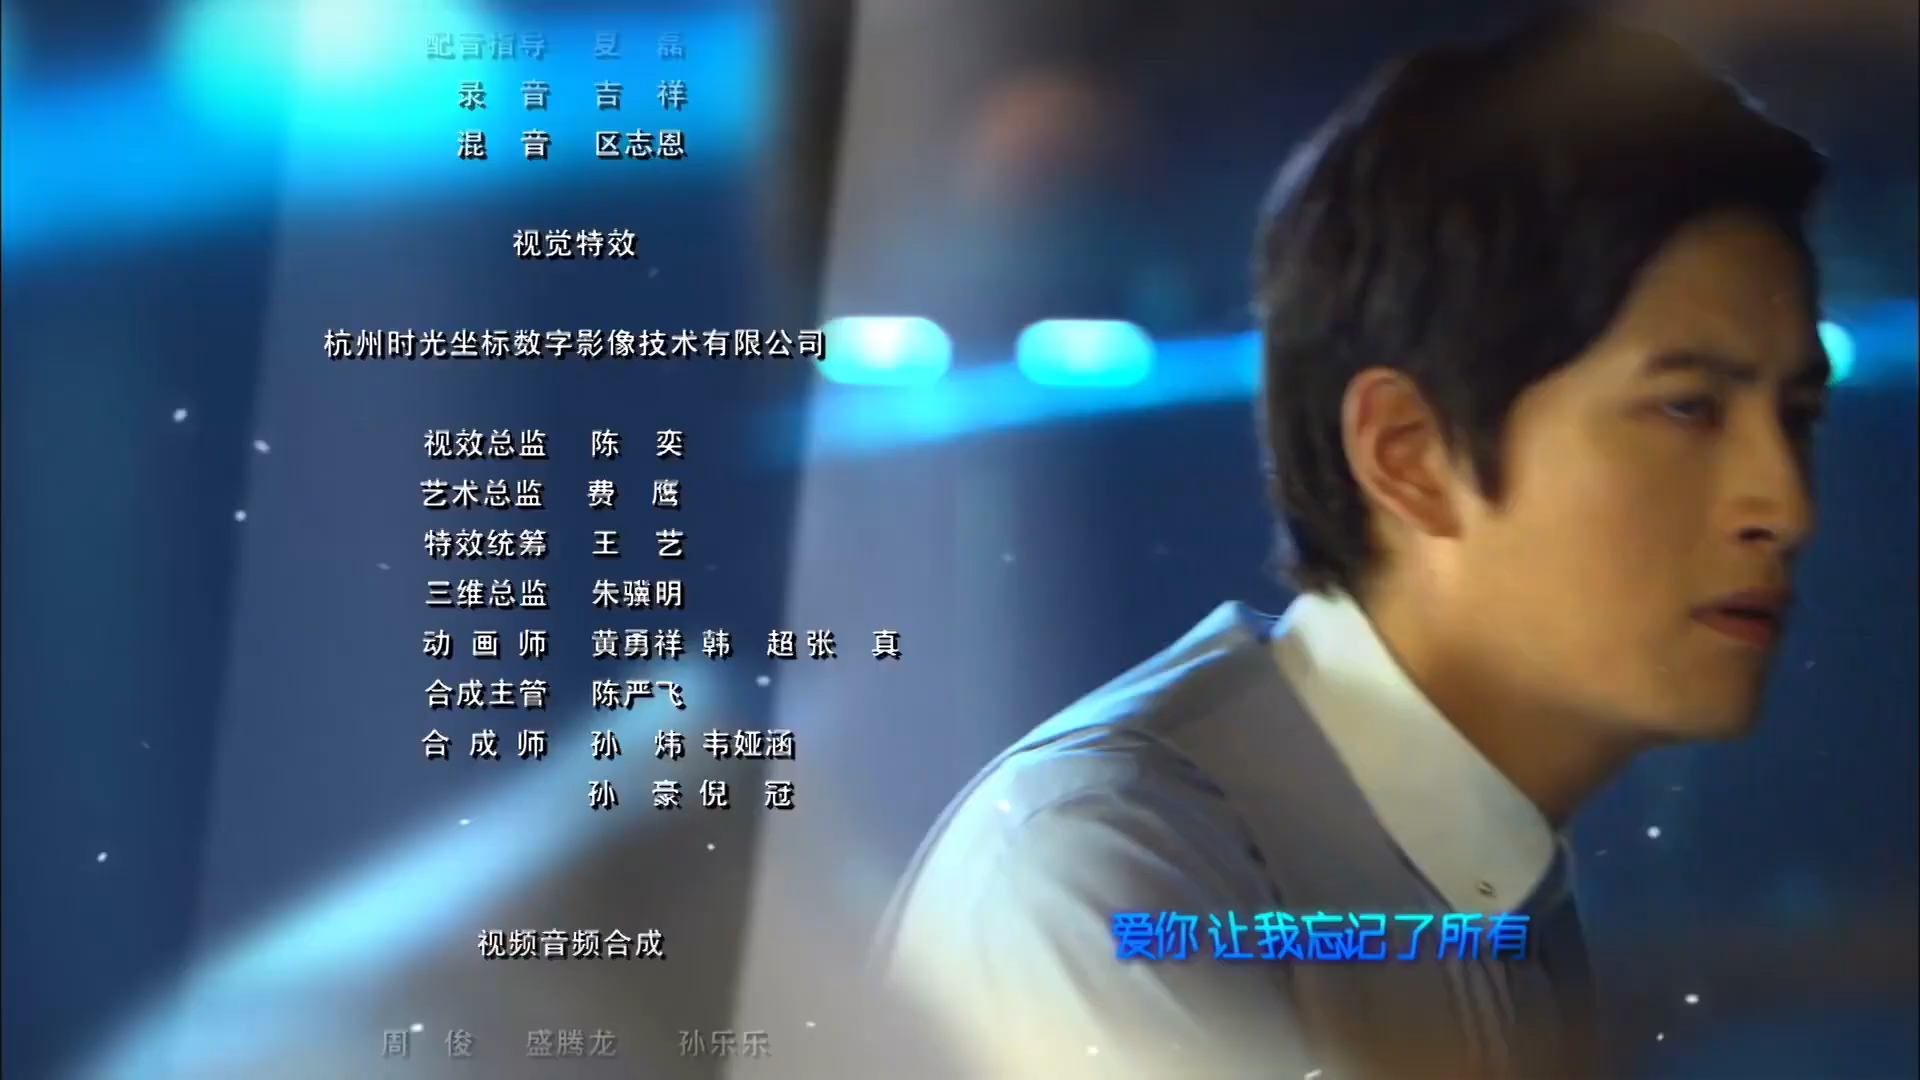 配音指导 夏 磊
录 音 吉 祥
混 音 区志恩
视觉特效
杭州时光坐标数字影像技术有限公司
视效总监 陈 奕
艺术总监 费 鹰
特效统筹 王 艺
三维总监 朱骥明
动 画 师 黄勇祥 韩 超 张 真
合成主管 陈严飞
合 成 师 孙 炜 韦娅涵
孙 豪 倪 冠
视频音频合成
爱你 让我忘记了所有
周 俊 盛腾龙 孙乐乐